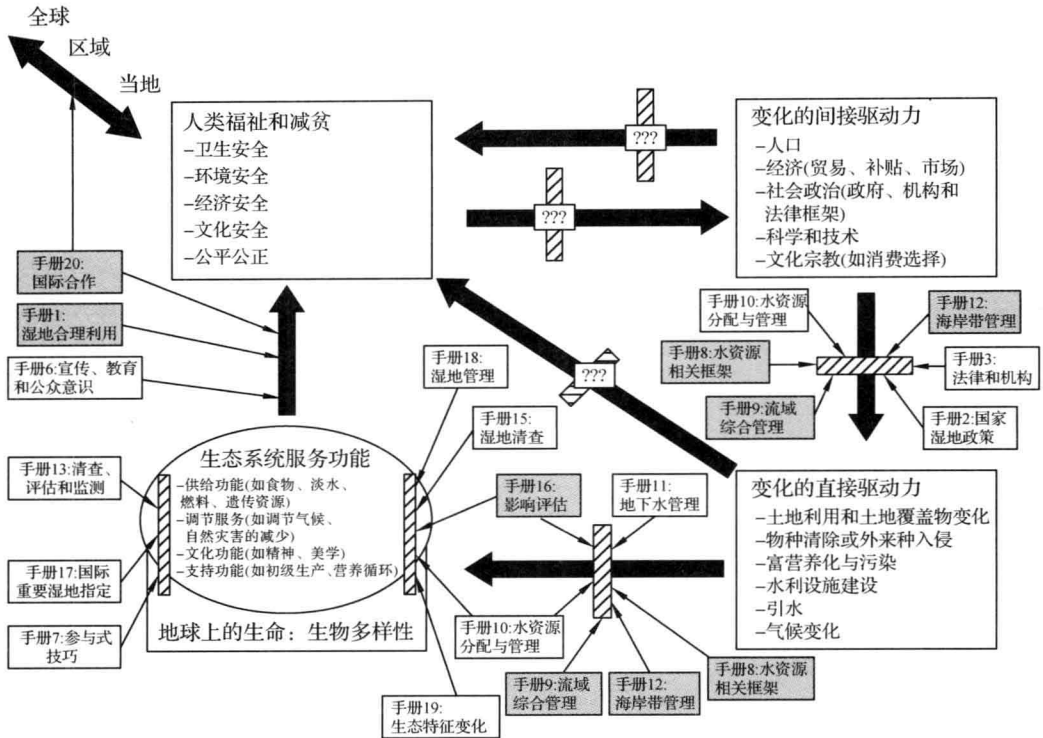 全球
区域
当地
人类福祉和减贫
–卫生安全
–环境安全
–经济安全
–文化安全
–公平公正
???
???
变化的间接驱动力
–人口
–经济(贸易、补贴、市场)
–社会政治(政府、机构和
法律框架)
–科学和技术
–文化宗教(如消费选择)
手册20:
国际合作
手册1:
湿地合理利用
手册6:宣传、教育
和公众意识
手册10:水资源
分配与管理
手册12:
海岸带管理
手册8:水资源
相关框架
手册3:
法律和机构
手册9:流域
综合管理
手册2:国家
湿地政策
???
手册18:
湿地管理
手册15:
湿地清查
手册13:清查、
评估和监测
手册17:国际
重要湿地指定
手册7:参与式
技巧
生态系统服务功能
–供给功能(如食物、淡水、
燃料、遗传资源)
–调节服务(如调节气候、
自然灾害的减少)
–文化功能(如精神、美学)
–支持功能(如初级生产、营养循环)
地球上的生命：生物多样性
手册16:
影响评估
手册11:
地下水管理
变化的直接驱动力
–土地利用和土地覆盖物变化
–物种清除或外来种入侵
–富营养化与污染
–水利设施建设
–引水
–气候变化
手册10:水资源
分配与管理
手册19:
生态特征变化
手册9:流域
综合管理
手册12:
海岸带管理
手册8:水资源
相关框架